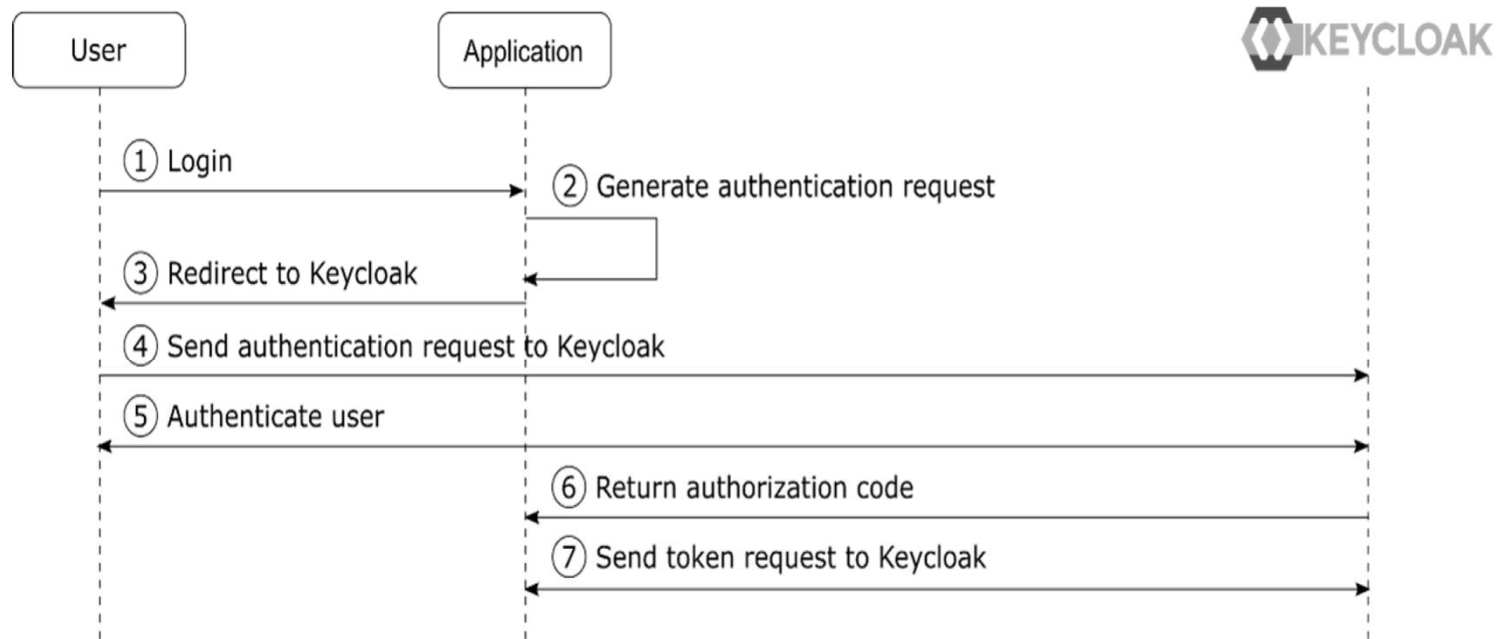 User
Application
KEYCLOAK
1 Login
2 Generate authentication request
3 Redirect to Keycloak
4 Send authentication request to Keycloak
5 Authenticate user
6 Return authorization code
7 Send token request to Keycloak